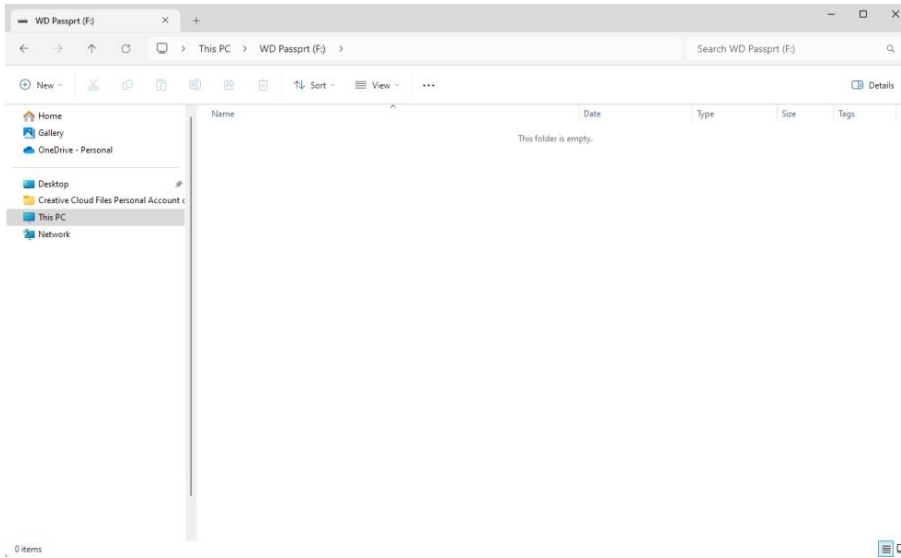 WD Passprt (F:)
This PC > WD Passprt (F:) >
Search WD Passprt (F:)
New
Sort
View
Details
Home
Gallery
OneDrive - Personal
Desktop
Creative Cloud Files Personal Account c
This PC
Network
Name
Date
Type
Size
Tags
This folder is empty.
0 items